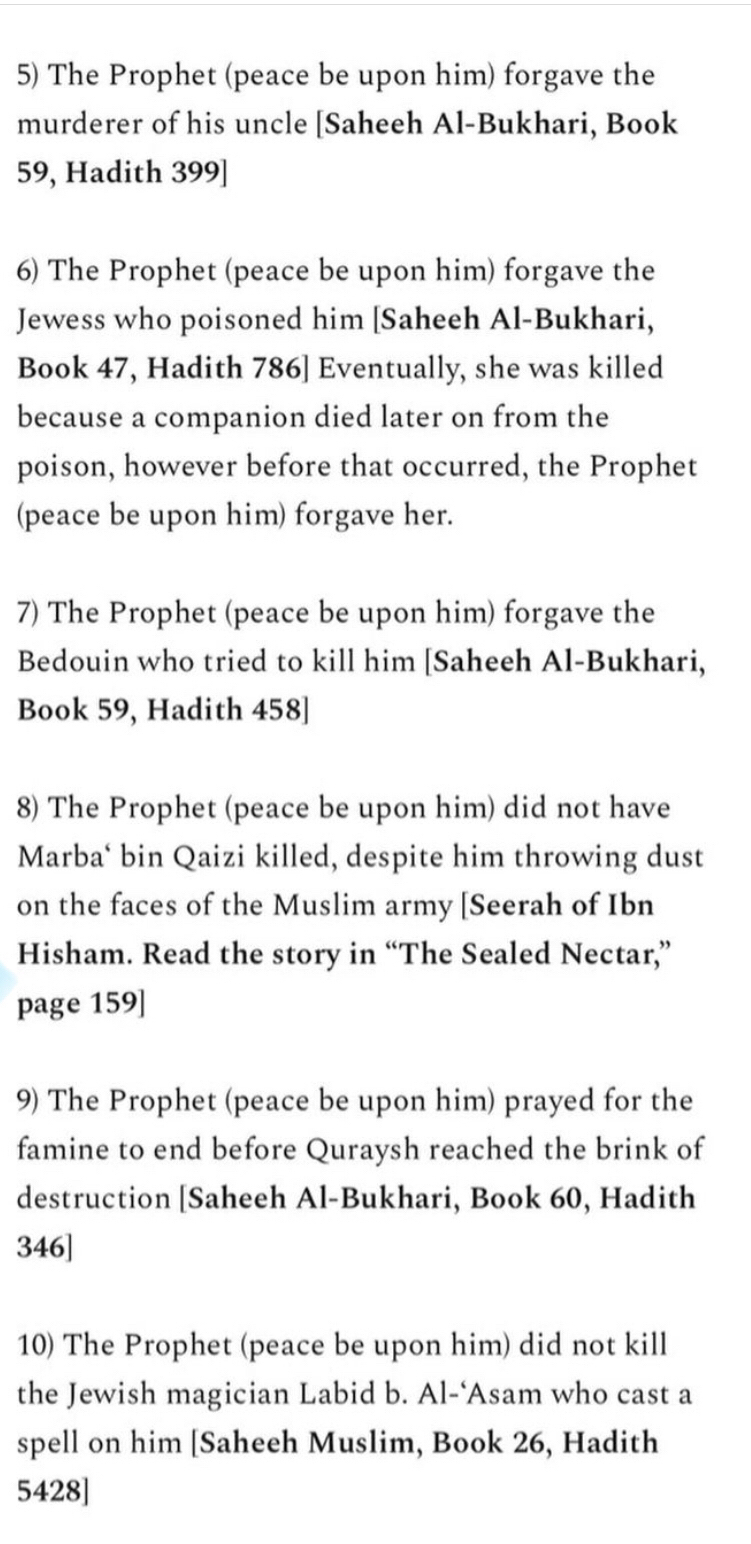 5) The Prophet (peace be upon him) forgave the
murderer of his uncle [Saheeh Al-Bukhari, Book
59, Hadith 399]
6) The Prophet (peace be upon him) forgave the
Jewess who poisoned him [Saheeh Al-Bukhari,
Book 47, Hadith 786] Eventually, she was killed
because a companion died later on from the
poison, however before that occurred, the Prophet
(peace be upon him) forgave her.
7) The Prophet (peace be upon him) forgave the
Bedouin who tried to kill him [Saheeh Al-Bukhari,
Book 59, Hadith 458]
8) The Prophet (peace be upon him) did not have
Marba‘ bin Qaizi killed, despite him throwing dust
on the faces of the Muslim army [Seerah of Ibn
Hisham. Read the story in “The Sealed Nectar,”
page 159]
9) The Prophet (peace be upon him) prayed for the
famine to end before Quraysh reached the brink of
destruction [Saheeh Al-Bukhari, Book 60, Hadith
346]
10) The Prophet (peace be upon him) did not kill
the Jewish magician Labid b. Al-‘Asam who cast a
spell on him [Saheeh Muslim, Book 26, Hadith
5428]